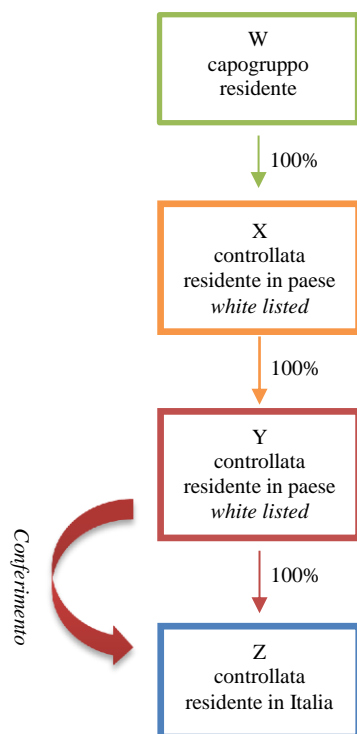 W
capogruppo
residente
100%
X
controllata
residente in paese
white listed
100%
Y
controllata
residente in paese
white listed
Conferimento
100%
Z
controllata
residente in Italia